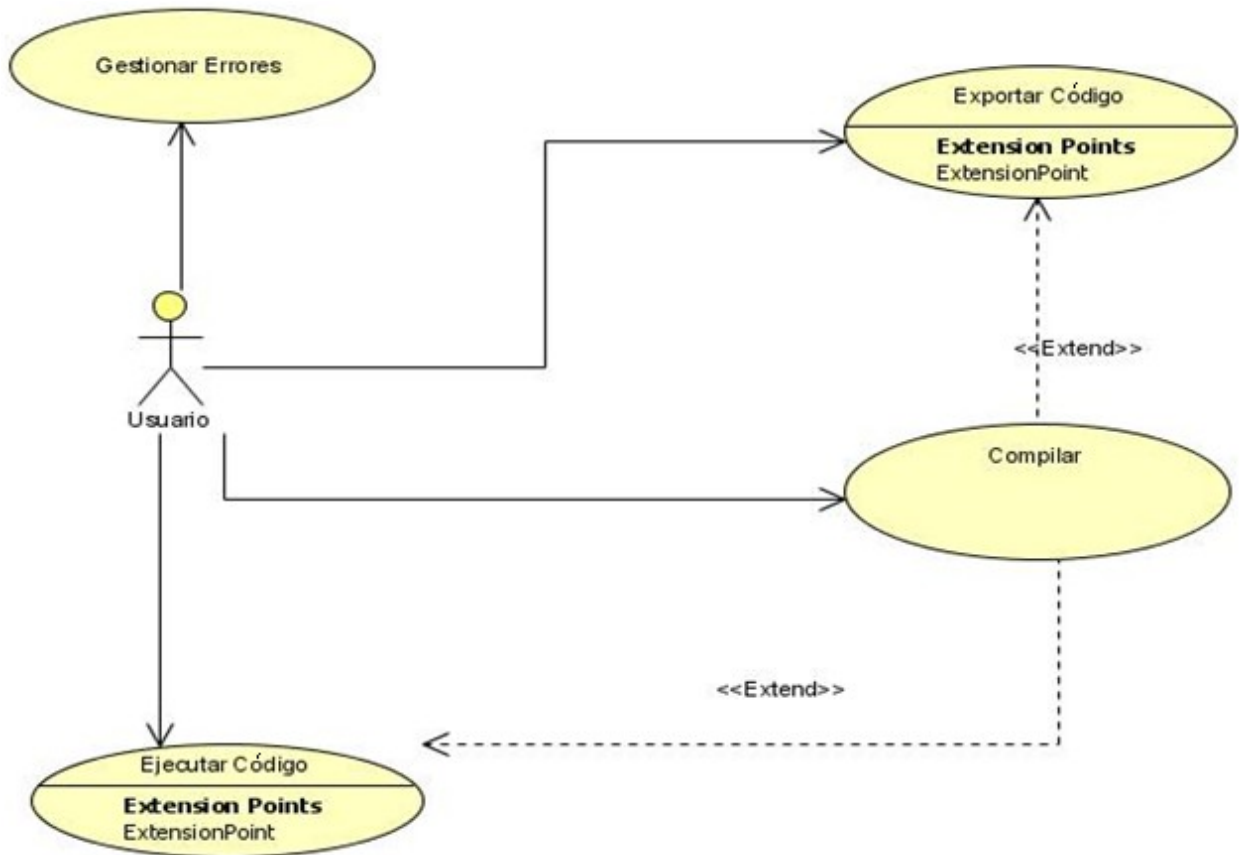 Gestionar Errores
Exportar Código
Extension Points
ExtensionPoint
<<Extend>>
Usuario
Compilar
<<Extend>>
Ejecutar Código
Extension Points
ExtensionPoint